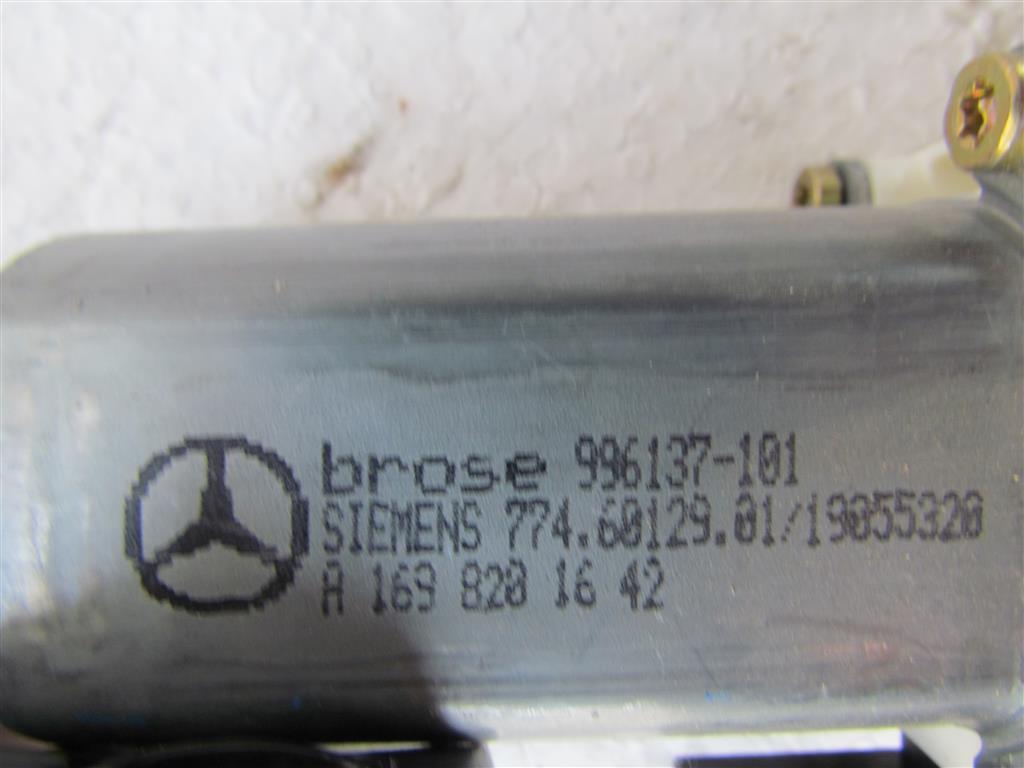 brose 996137-101
SIEMENS 774.60129.01/19055320
A 169 820 16 42